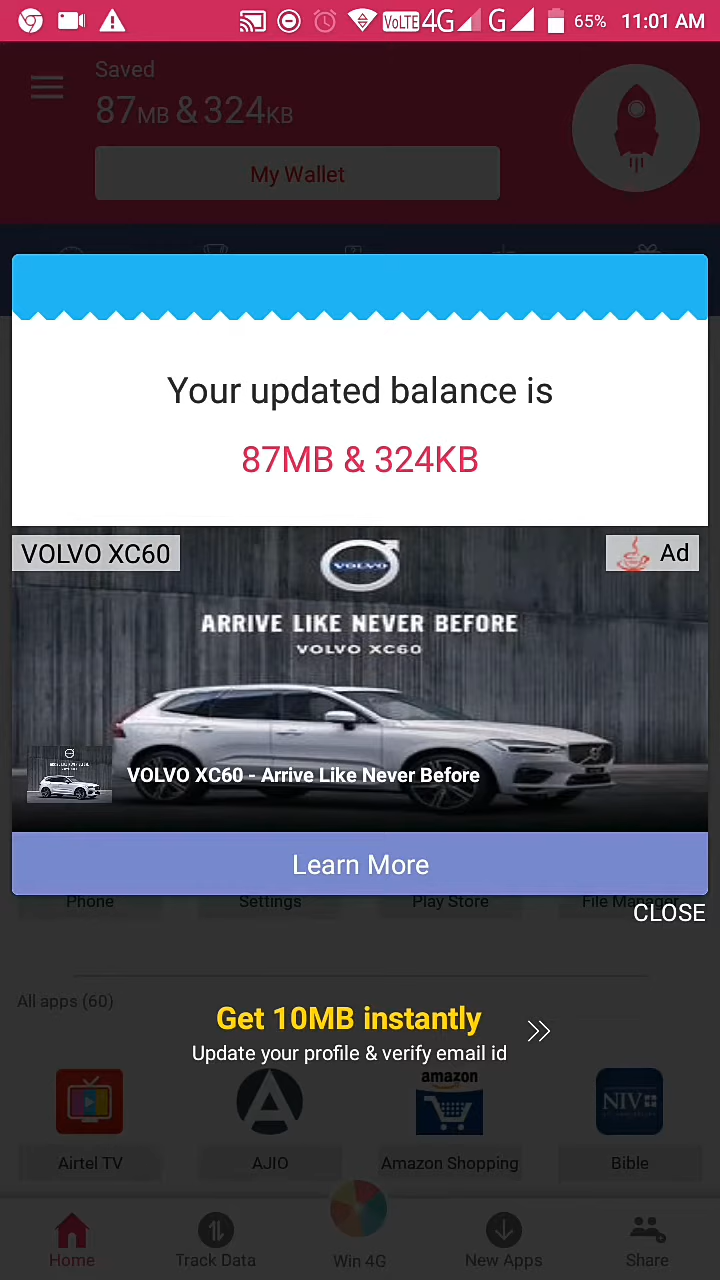 VoLTE 4G G 65% 11:01 AM
Saved
87MB & 324KB
My Wallet
Your updated balance is
87MB & 324KB
VOLVO XC60
Ad
VOLVO
ARRIVE LIKE NEVER BEFORE
VOLVO XC60
VOLVO XC60 - Arrive Like Never Before
Learn More
Phone Settings Play Store File Manager
CLOSE
All apps (60)
Get 10MB instantly
Update your profile & verify email id
amazon
NIV
Airtel TV AJIO Amazon Shopping Bible
Home Track Data Win 4G New Apps Share